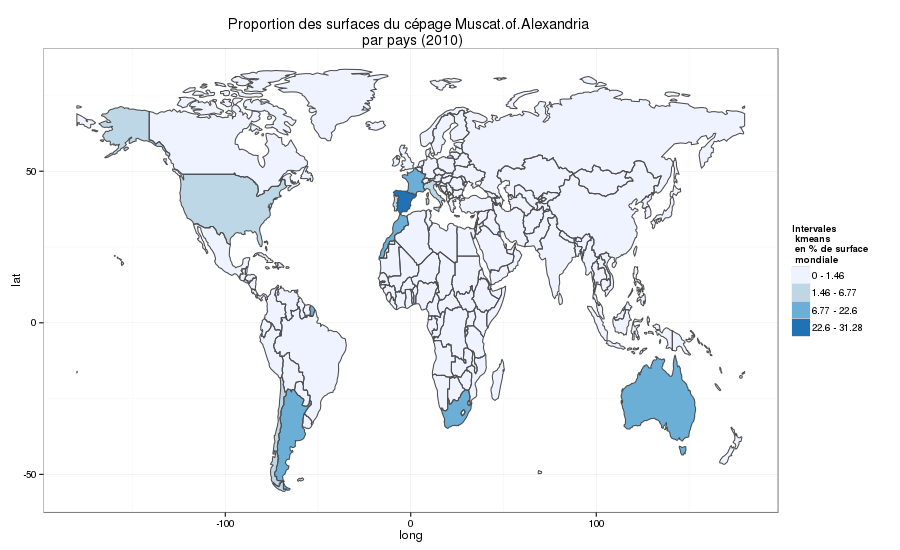 Proportion des surfaces du cépage Muscat.of.Alexandria
par pays (2010)
50
0
-50
lat
-100
0
100
long
Intervales
kmeans
en % de surface
mondiale
0 - 1.46
1.46 - 6.77
6.77 - 22.6
22.6 - 31.28